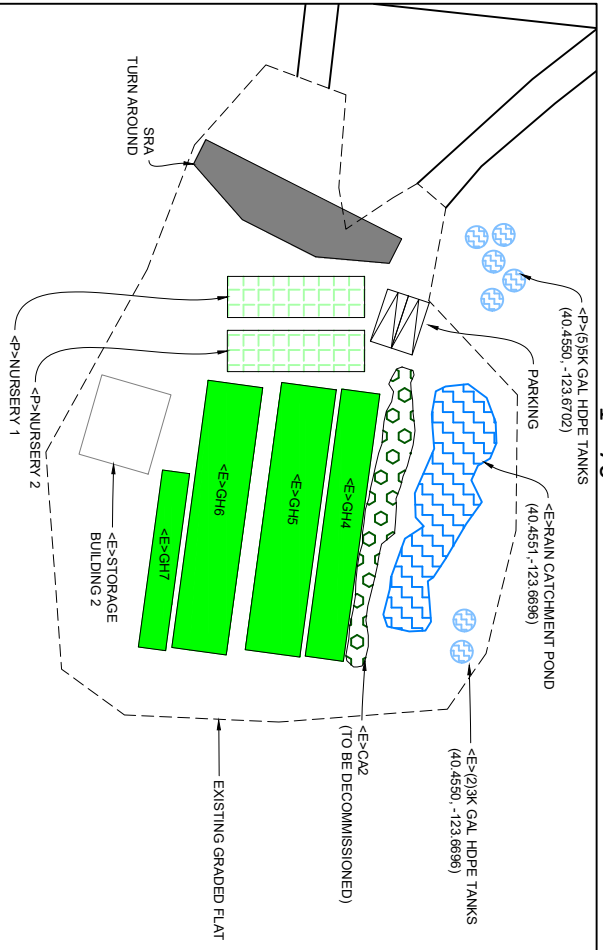 <P>(5)5K GAL HDPE TANKS
(40.4550, -123.6702)
PARKING
<E>RAIN CATCHMENT POND
(40.4551,-123.6696)
<E>(2)3K GAL HDPE TANKS
(40.4550, -123.6696)
<E>CA2
(TO BE DECOMMISSIONED)
EXISTING GRADED FLAT
<E>GH4
<E>GH5
<E>GH6
<E>GH7
<E>STORAGE
BUILDING 2
<P>NURSERY 2
<P>NURSERY 1
SRA
TURN AROUND